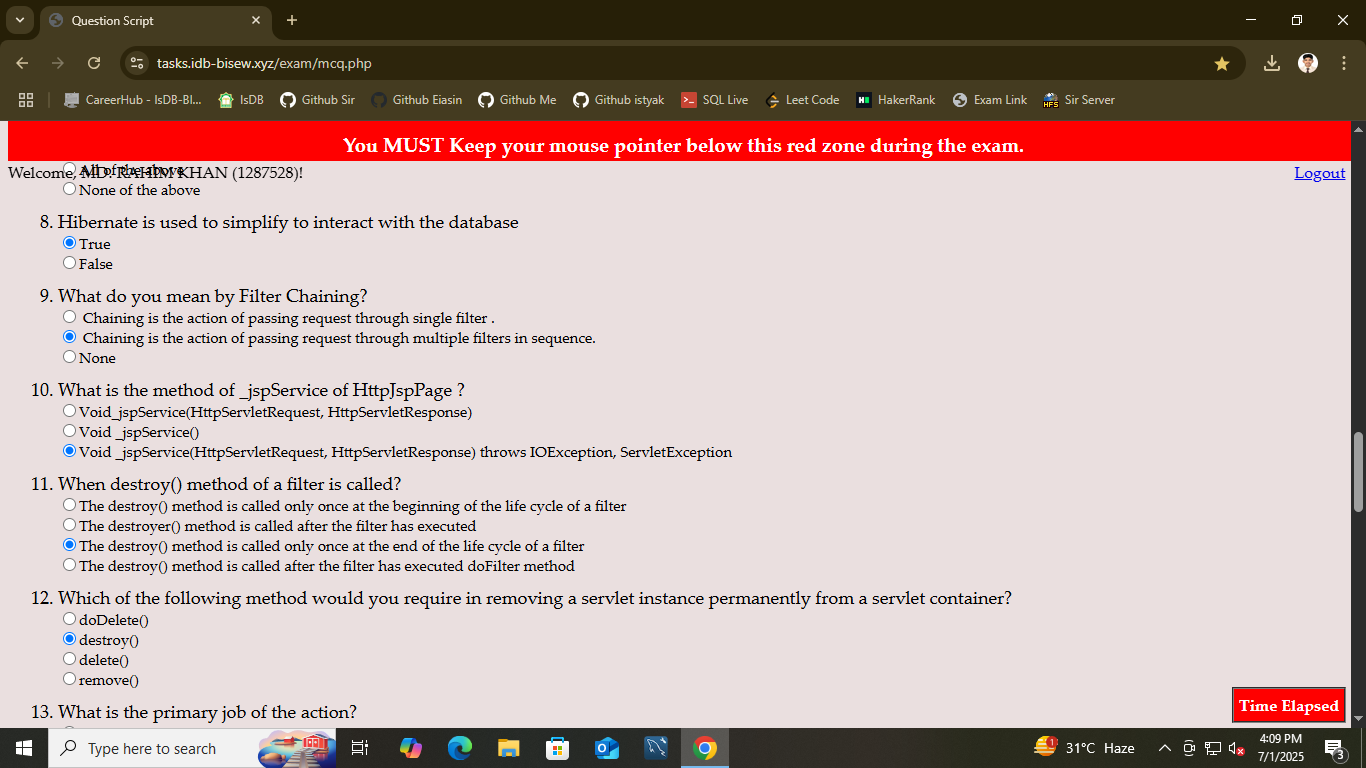 Question Script
tasks.idb-bisew.xyz/exam/mcq.php
CareerHub - IsDB-BI...
IsDB
Github Sir
Github Eiasin
Github Me
Github istyak
SQL Live
Leet Code
HakerRank
Exam Link
Sir Server
You MUST Keep your mouse pointer below this red zone during the exam.
All of the above
Welcome, MD. RAHIM KHAN (1287528)!
Logout
None of the above
8. Hibernate is used to simplify to interact with the database
True
False
9. What do you mean by Filter Chaining?
Chaining is the action of passing request through single filter .
Chaining is the action of passing request through multiple filters in sequence.
None
10. What is the method of _jspService of HttpJspPage ?
Void_jspService(HttpServletRequest, HttpServletResponse)
Void _jspService()
Void _jspService(HttpServletRequest, HttpServletResponse) throws IOException, ServletException
11. When destroy() method of a filter is called?
The destroy() method is called only once at the beginning of the life cycle of a filter
The destroyer() method is called after the filter has executed
The destroy() method is called only once at the end of the life cycle of a filter
The destroy() method is called after the filter has executed doFilter method
12. Which of the following method would you require in removing a servlet instance permanently from a servlet container?
doDelete()
destroy()
delete()
remove()
13. What is the primary job of the action?
Time Elapsed
Type here to search
1
31°C Haze
4:09 PM
7/1/2025
3